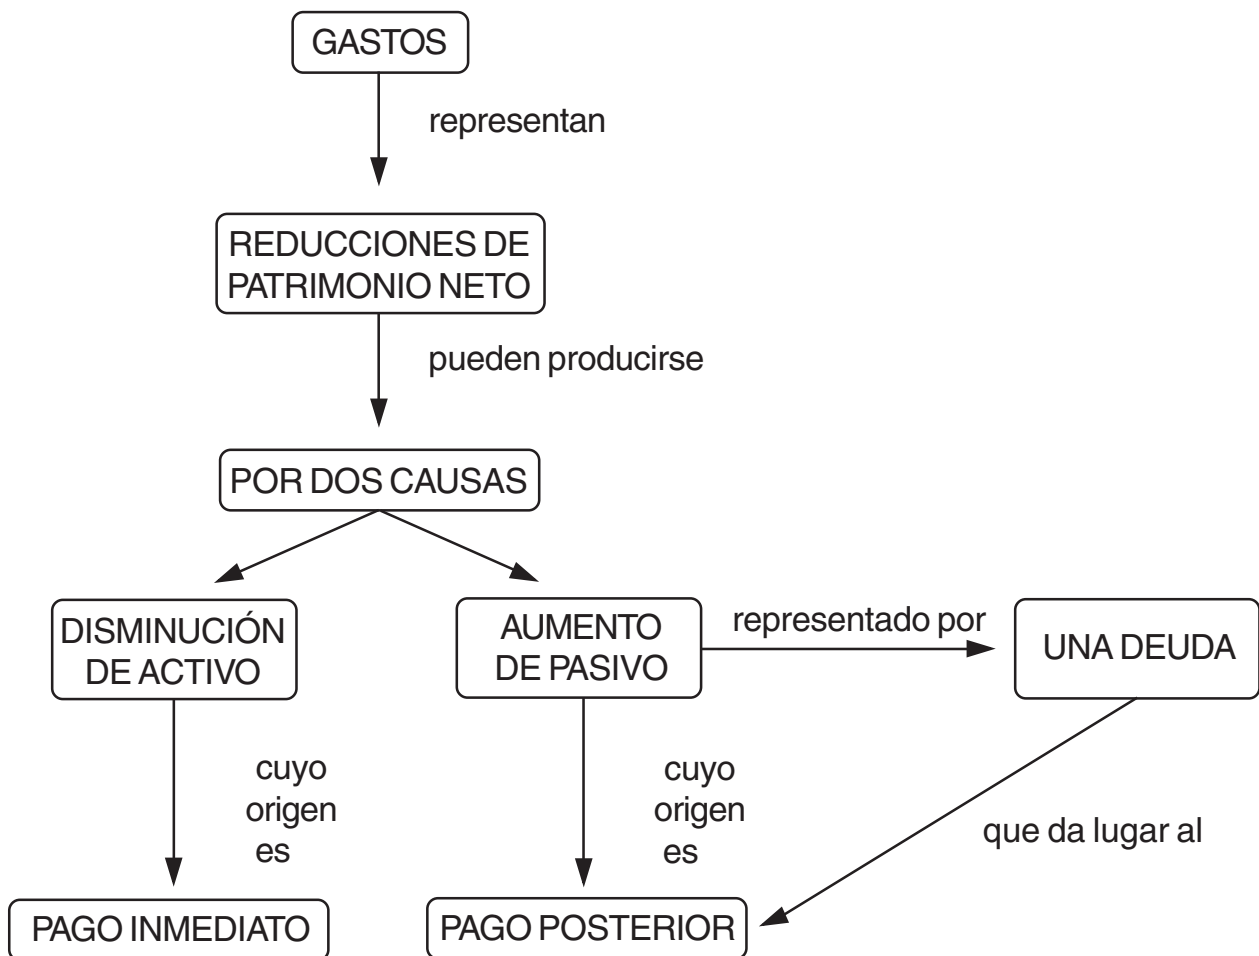 GASTOS
representan
REDUCCIONES DE
PATRIMONIO NETO
pueden producirse
POR DOS CAUSAS
DISMINUCIÓN
DE ACTIVO
AUMENTO
DE PASIVO
representado por
UNA DEUDA
cuyo
origen
es
cuyo
origen
es
que da lugar al
PAGO INMEDIATO
PAGO POSTERIOR